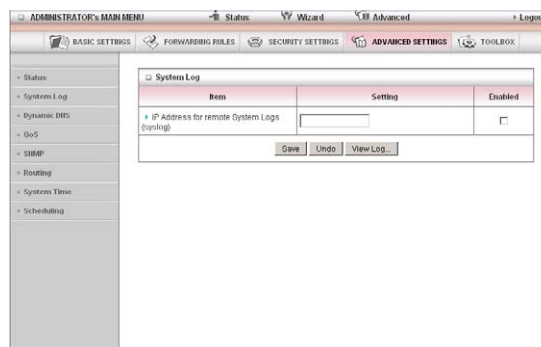 ADMINISTRATOR's MAIN MENU Status Wizard Advanced Logout
BASIC SETTINGS FORWARDING RULES SECURITY SETTINGS ADVANCED SETTINGS TOOLBOX
Status
System Log
Dynamic DNS
QoS
SNMP
Routing
System Time
Scheduling
System Log
Item Setting Enabled
IP Address for remote System Logs
(syslog)
Save Undo View Log...